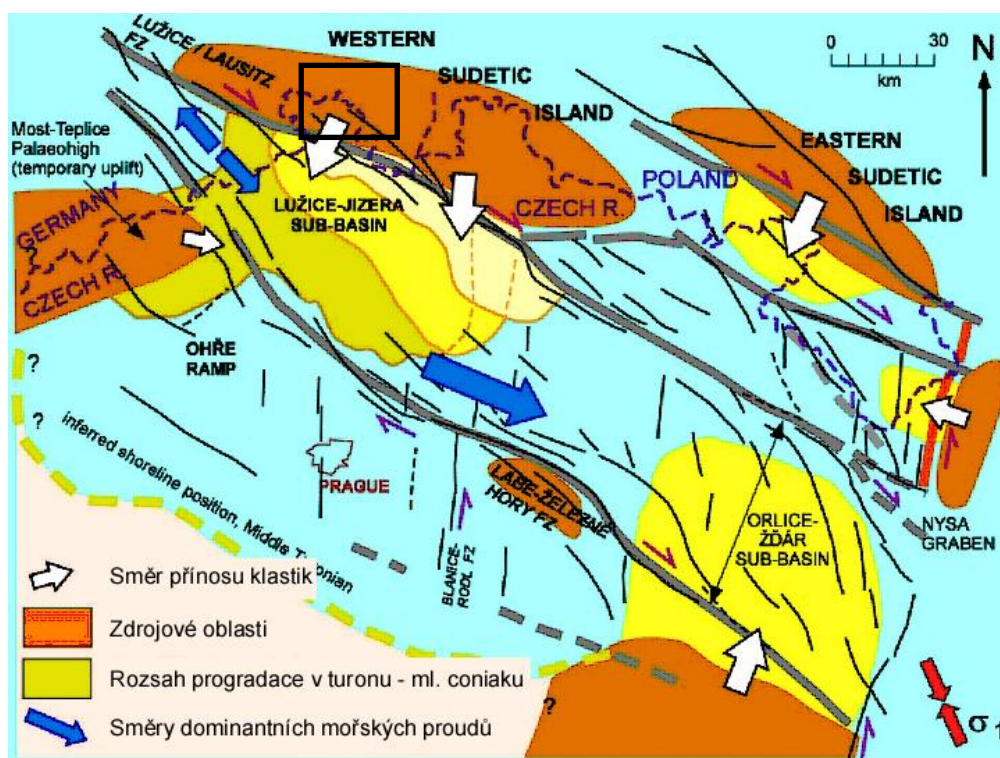 LUŽICE / LAUSITZ
FZ
WESTERN
SUDETIC
ISLAND
0 30
km
N
EASTERN
SUDETIC
ISLAND
Most-Teplice
Palaeohigh
(temporary uplift)
GERMANY
CZECH R.
LUŽICE-JIZERA
SUB-BASIN
CZECH R.
POLAND
OHŘE
RAMP
?
?
inferred shoreline position, Middle T onian
PRAGUE
LABE-ŽELEZNÉ
HORY FZ
BLANICE-
RODL FZ
ORLICE-
ŽĎÁR
SUB-BASIN
NYSA
GRABEN
Směr přínosu klastik
Zdrojové oblasti
Rozsah progradace v turonu - ml. coniaku
Směry dominantních mořských proudů
?
σ 1